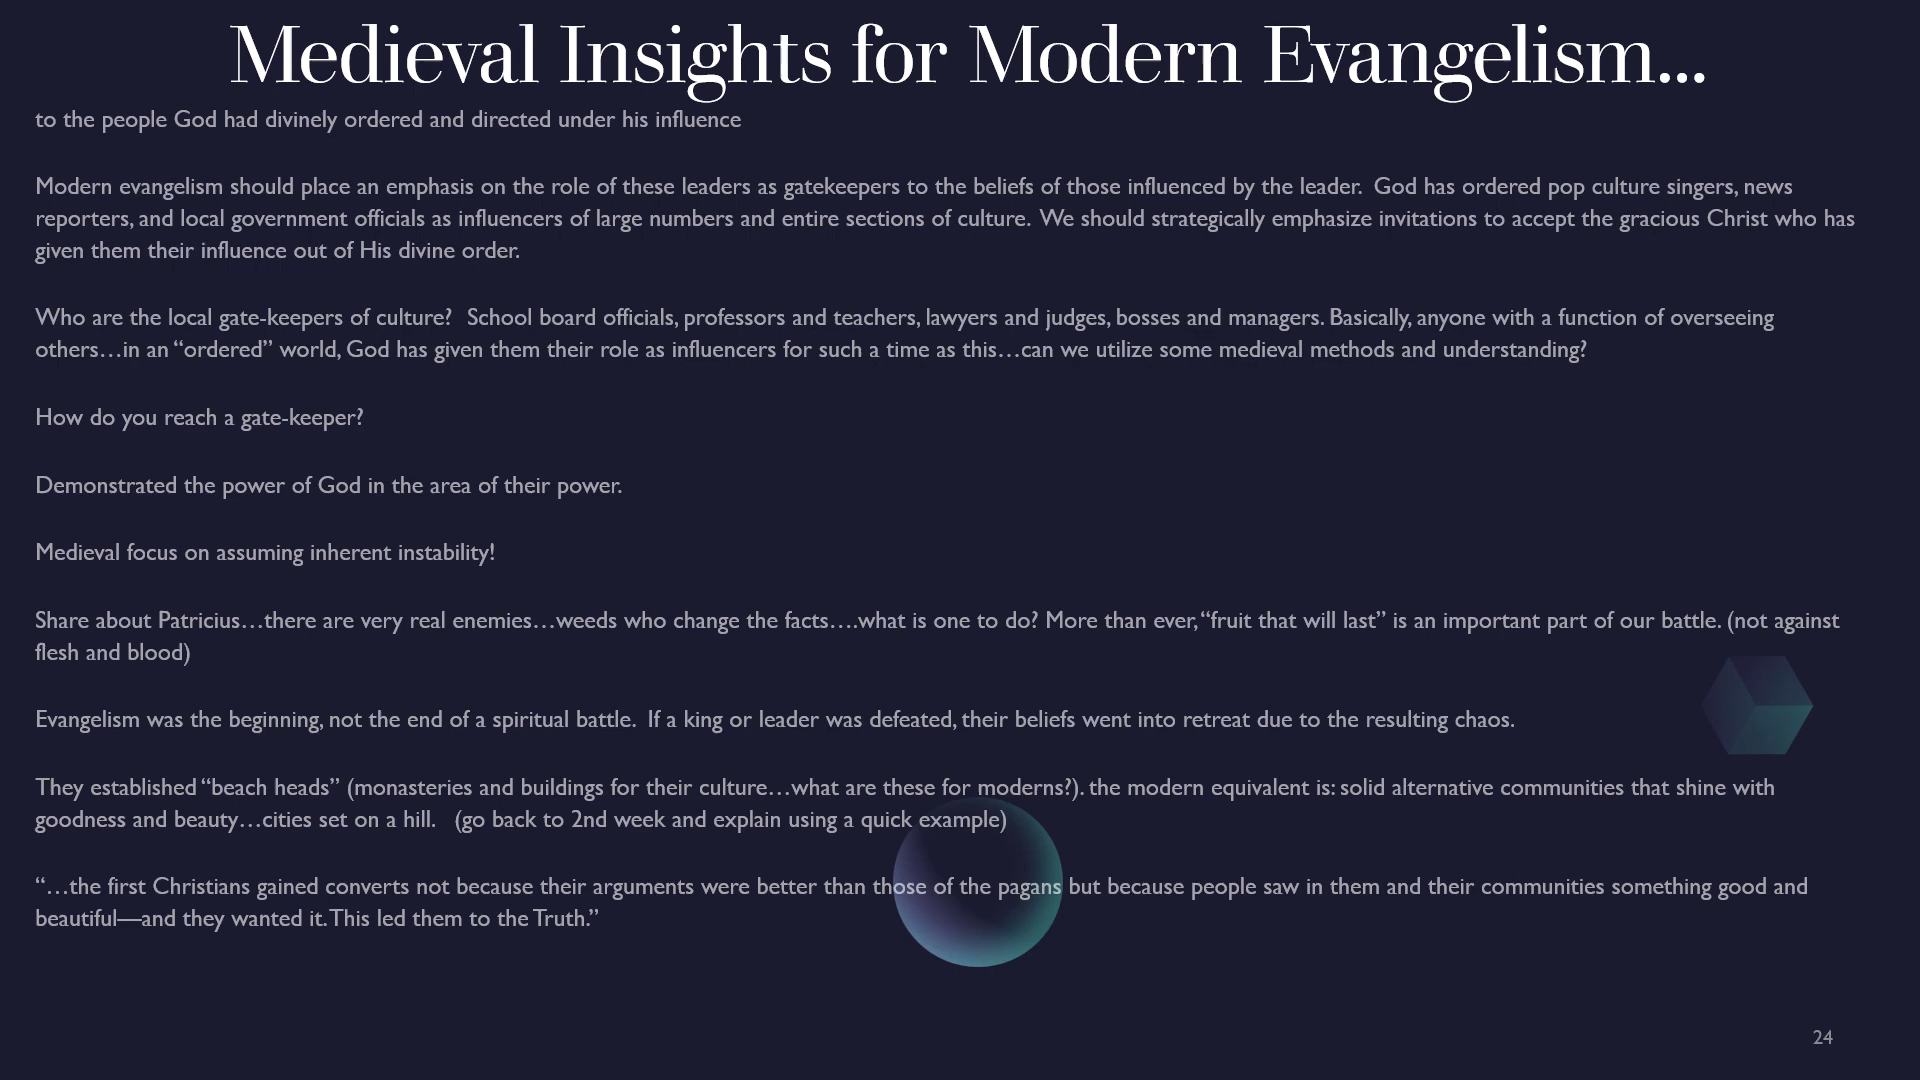 Medieval Insights for Modern Evangelism...
to the people God had divinely ordered and directed under his influence
Modern evangelism should place an emphasis on the role of these leaders as gatekeepers to the beliefs of those influenced by the leader.  God has ordered pop culture singers, news
reporters, and local government officials as influencers of large numbers and entire sections of culture.  We should strategically emphasize invitations to accept the gracious Christ who has
given them their influence out of His divine order.
Who are the local gate-keepers of culture?   School board officials, professors and teachers, lawyers and judges, bosses and managers. Basically, anyone with a function of overseeing
others…in an “ordered” world, God has given them their role as influencers for such a time as this…can we utilize some medieval methods and understanding?
How do you reach a gate-keeper?
Demonstrated the power of God in the area of their power.
Medieval focus on assuming inherent instability!
Share about Patricius…there are very real enemies…weeds who change the facts….what is one to do? More than ever, “fruit that will last” is an important part of our battle. (not against
flesh and blood)
Evangelism was the beginning, not the end of a spiritual battle.  If a king or leader was defeated, their beliefs went into retreat due to the resulting chaos.
They established “beach heads” (monasteries and buildings for their culture…what are these for moderns?). the modern equivalent is: solid alternative communities that shine with
goodness and beauty…cities set on a hill.   (go back to 2nd week and explain using a quick example)
“…the first Christians gained converts not because their arguments were better than those of the pagans but because people saw in them and their communities something good and
beautiful—and they wanted it. This led them to the Truth.”
24